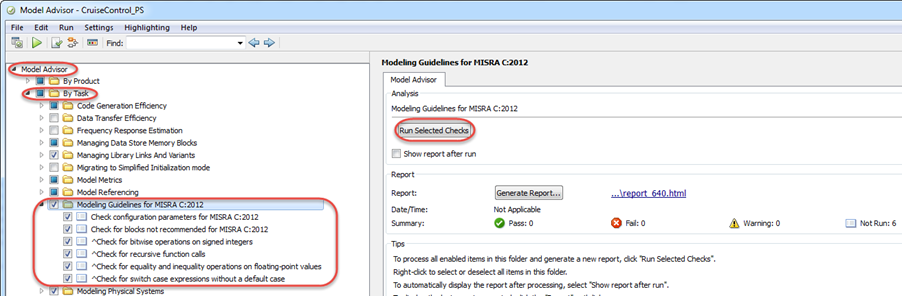 Model Advisor - CruiseControl_PS
File Edit Run Settings Highlighting Help
Find:
Model Advisor
By Product
By Task
Code Generation Efficiency
Data Transfer Efficiency
Frequency Response Estimation
Managing Data Store Memory Blocks
Managing Library Links And Variants
Migrating to Simplified Initialization mode
Model Metrics
Model Referencing
Modeling Guidelines for MISRA C:2012
Check configuration parameters for MISRA C:2012
Check for blocks not recommended for MISRA C:2012
^Check for bitwise operations on signed integers
^Check for recursive function calls
^Check for equality and inequality operations on floating-point values
^Check for switch case expressions without a default case
Modeling Physical Systems
Modeling Guidelines for MISRA C:2012
Model Advisor
Analysis
Modeling Guidelines for MISRA C:2012
Run Selected Checks
Show report after run
Report
Report: Generate Report... ...\report_640.html
Date/Time: Not Applicable
Summary: Pass: 0 Fail: 0 Warning: 0 Not Run: 6
Tips
To process all enabled items in this folder and generate a new report, click "Run Selected Checks".
Right-click to select or deselect all items in this folder.
To automatically display the report after processing, select "Show report after run".